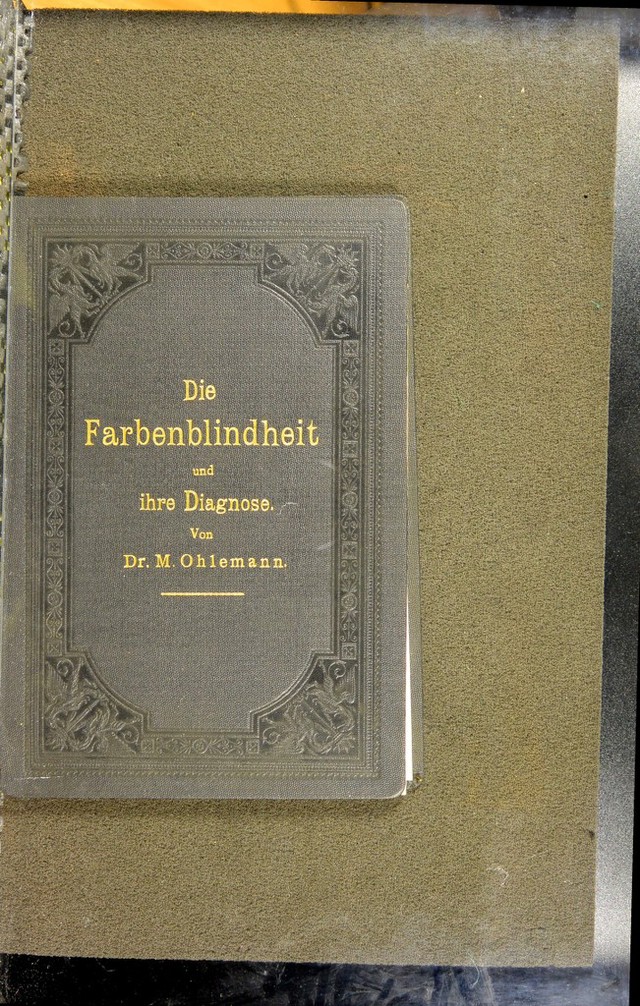 Die
Farbenblindheit
und
ihre Diagnose.
Von
Dr. M. Ohlemann.